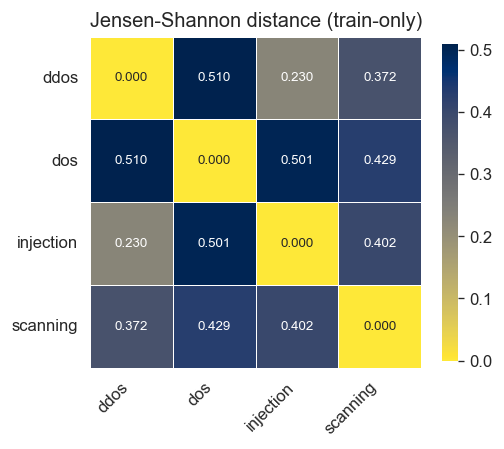 Jensen-Shannon distance (train-only)
ddos 0.000 0.510 0.230 0.372
dos 0.510 0.000 0.501 0.429
injection 0.230 0.501 0.000 0.402
scanning 0.372 0.429 0.402 0.000
ddos dos injection scanning
0.5
0.4
0.3
0.2
0.1
0.0